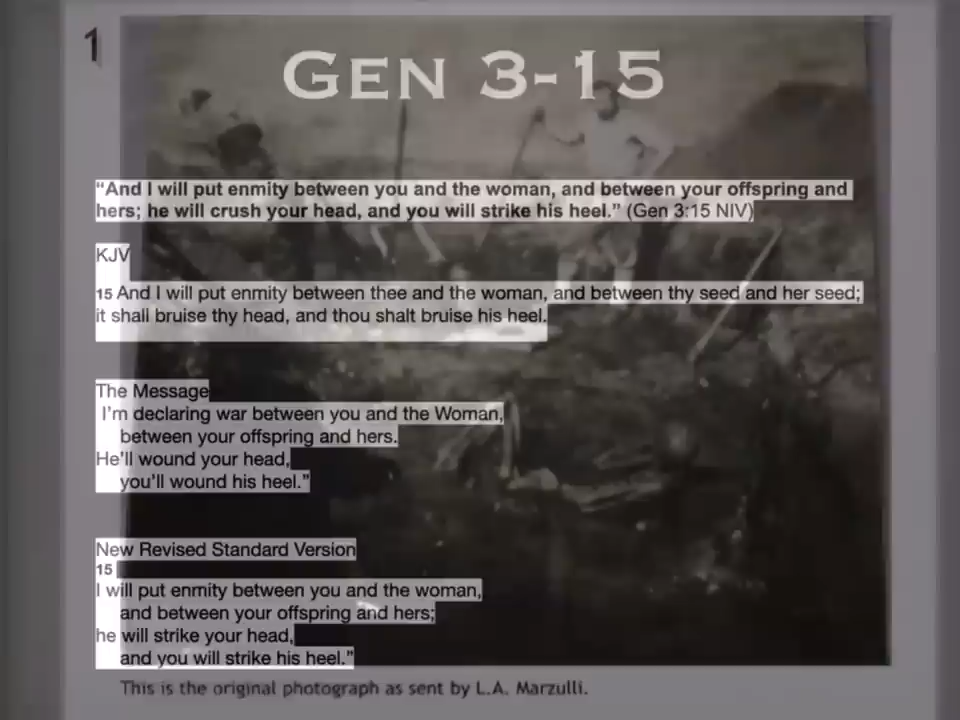 1
GEN 3-15
“And I will put enmity between you and the woman, and between your offspring and
hers; he will crush your head, and you will strike his heel.” (Gen 3:15 NIV)
KJV
15 And I will put enmity between thee and the woman, and between thy seed and her seed;
it shall bruise thy head, and thou shalt bruise his heel.
The Message
I’m declaring war between you and the Woman,
between your offspring and hers.
He’ll wound your head,
you’ll wound his heel.”
New Revised Standard Version
15
I will put enmity between you and the woman,
and between your offspring and hers;
he will strike your head,
and you will strike his heel.”
This is the original photograph as sent by L.A. Marzulli.